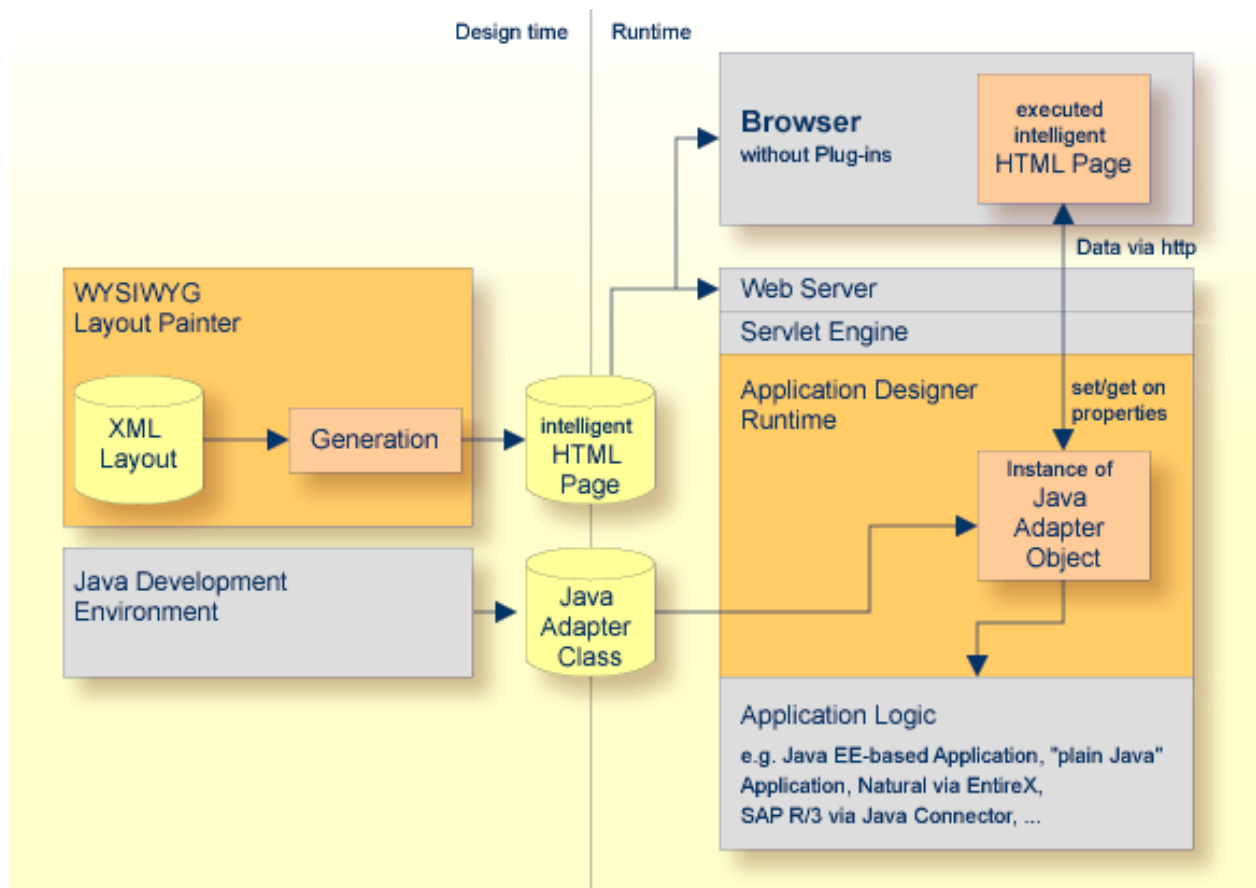 Design time
Runtime
Browser
without Plug-ins
executed
intelligent
HTML Page
Data via http
WYSIWYG
Layout Painter
XML
Layout
Generation
intelligent
HTML
Page
Web Server
Servlet Engine
Application Designer
Runtime
set/get on
properties
Instance of
Java
Adapter
Object
Java Development
Environment
Java
Adapter
Class
Application Logic
e.g. Java EE-based Application, "plain Java"
Application, Natural via EntireX,
SAP R/3 via Java Connector, ...